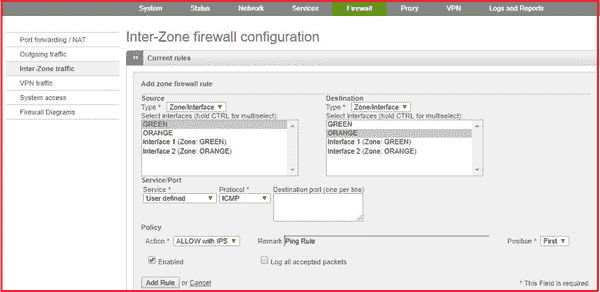 System Status Network Services Firewall Proxy VPN Logs and Reports
Port forwarding / NAT
Outgoing traffic
Inter-Zone traffic
VPN traffic
System access
Firewall Diagrams
Inter-Zone firewall configuration
Current rules
Add zone firewall rule
Source
Type * Zone/Interface
Select interfaces (hold CTRL for multiselect):
GREEN
ORANGE
Interface 1 (Zone: GREEN)
Interface 2 (Zone: ORANGE)
Destination
Type * Zone/Interface
Select interfaces (hold CTRL for multiselect):
GREEN
ORANGE
Interface 1 (Zone: GREEN)
Interface 2 (Zone: ORANGE)
Service/Port
Service * Protocol * Destination port (one per line)
User defined ICMP
Policy
Action * ALLOW with IPS Remark Ping Rule Position * First
Enabled Log all accepted packets
Add Rule or Cancel * This Field is required.